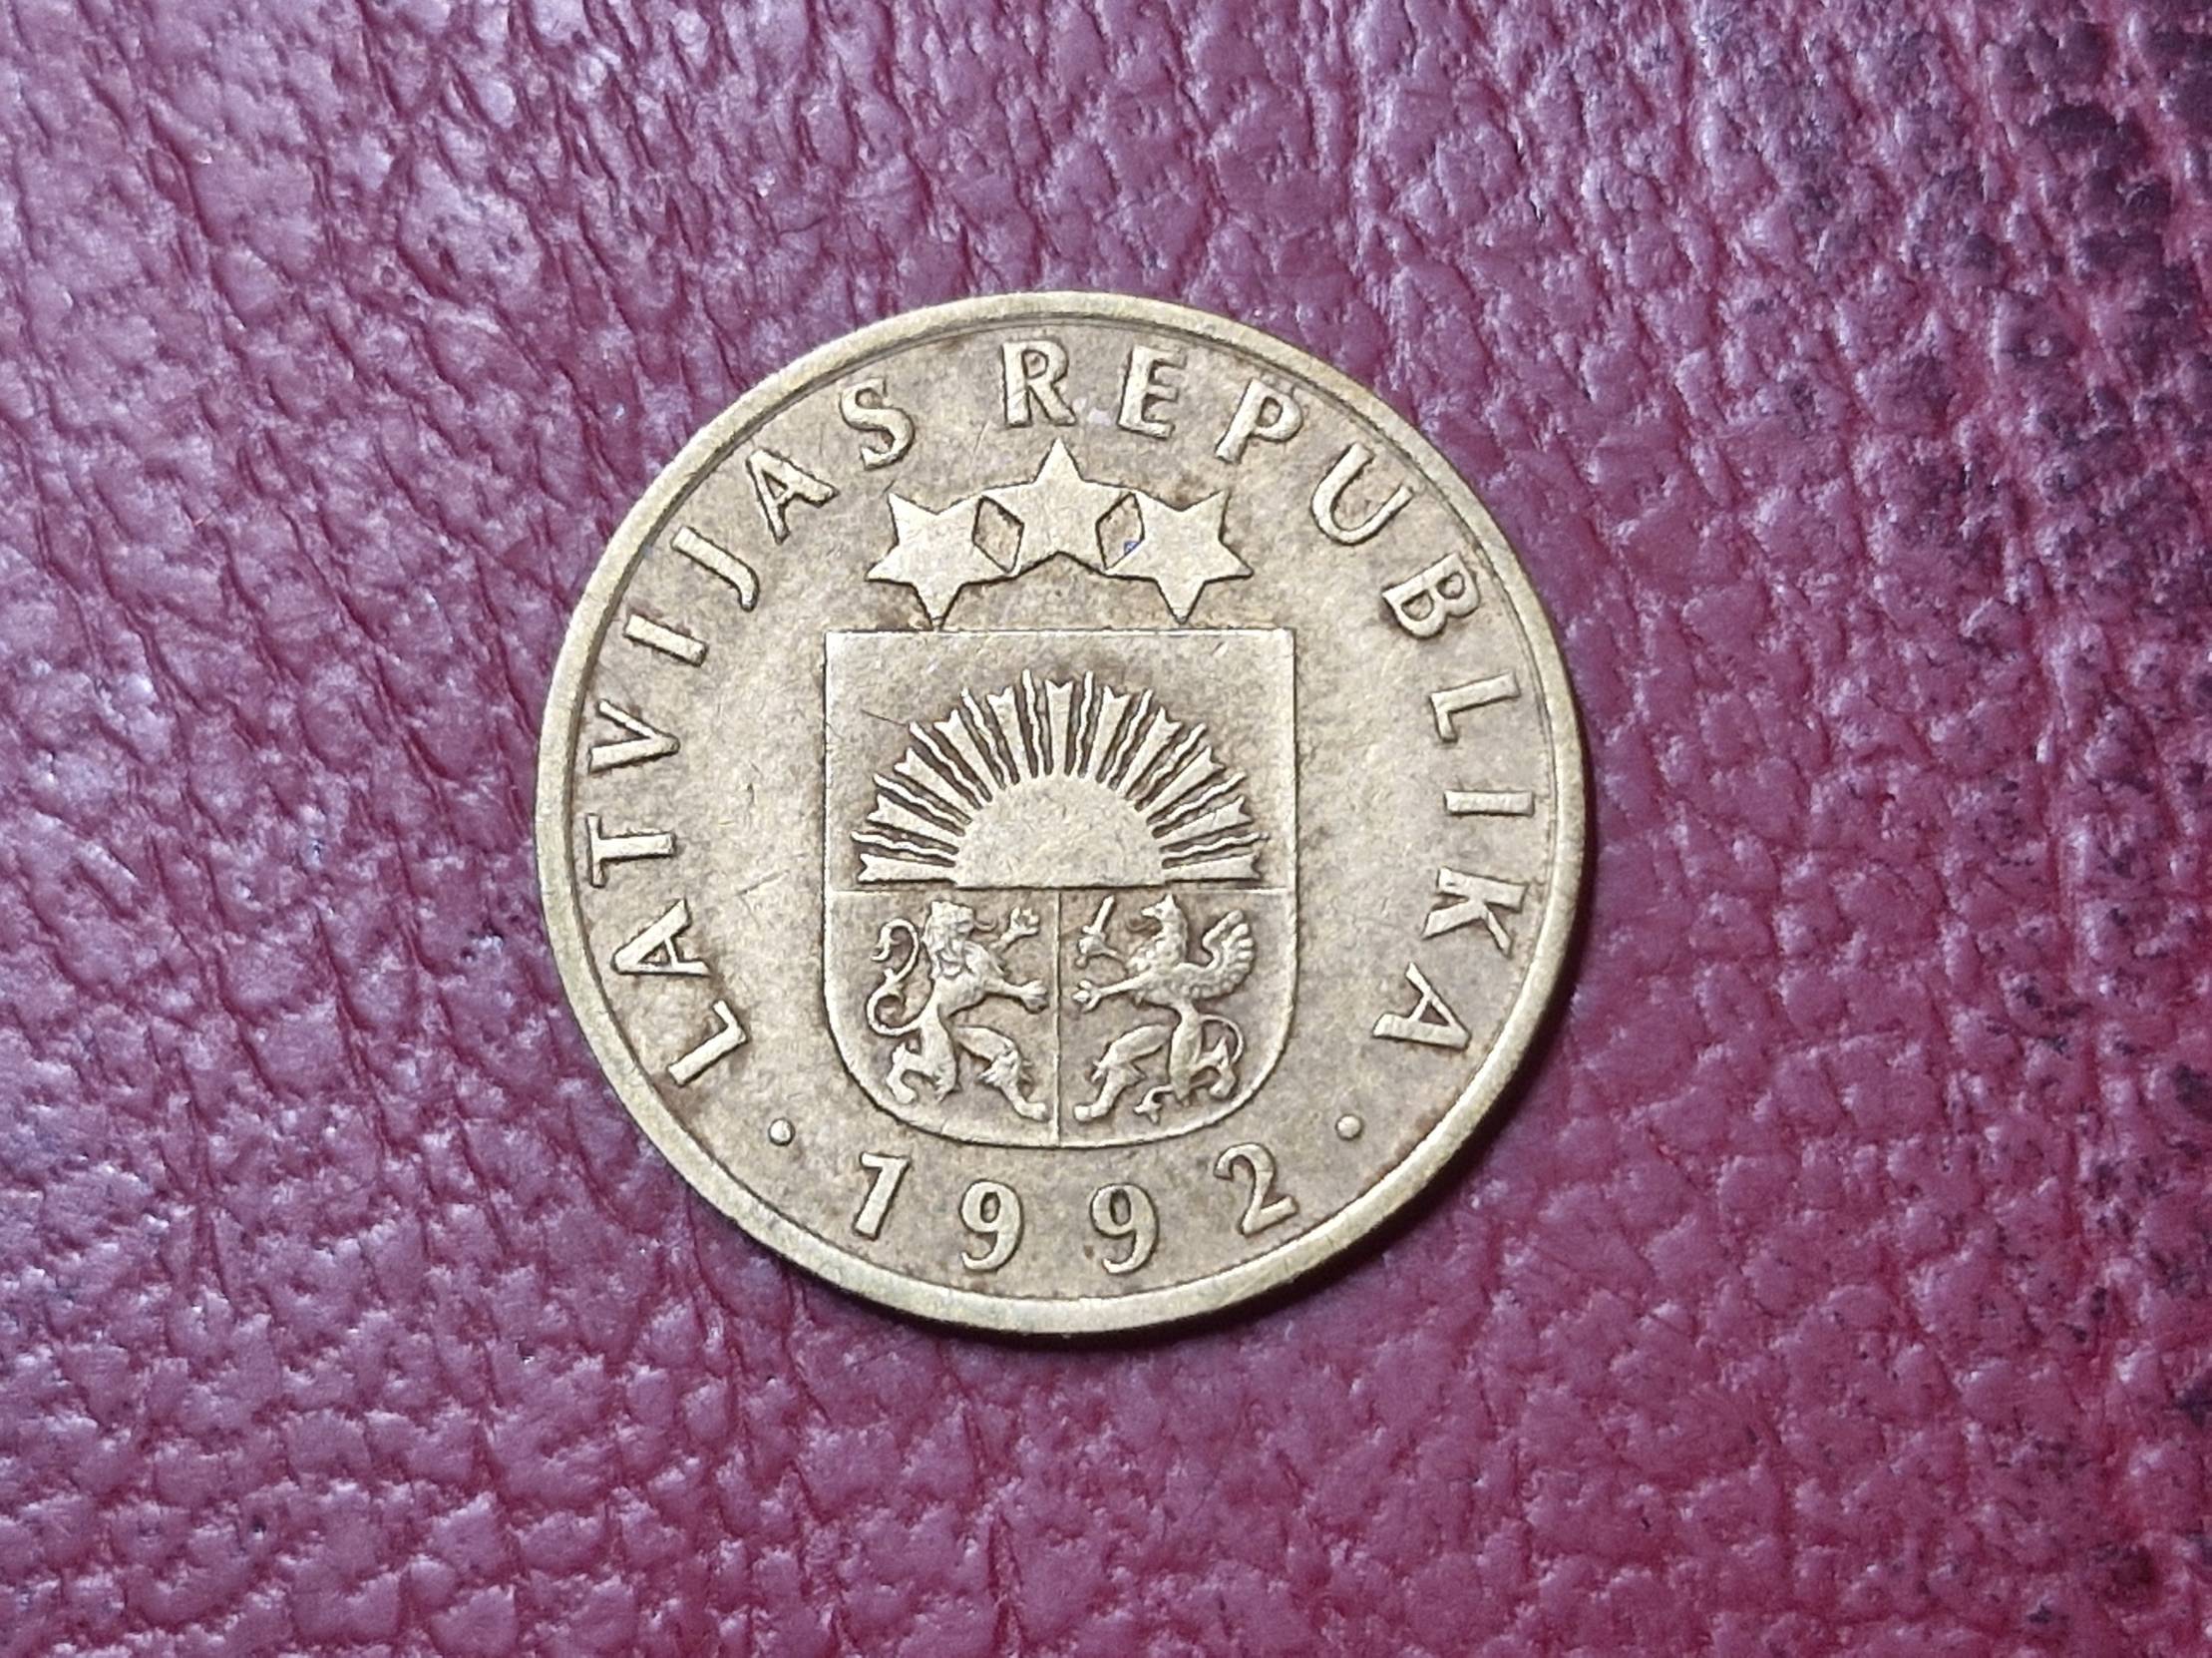 LATVIJAS REPUBLIKA
· 1992 ·